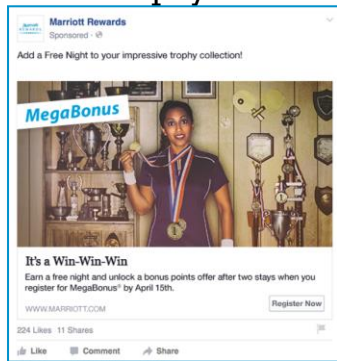 Marriott Rewards
Sponsored ·
Add a Free Night to your impressive trophy collection!
MegaBonus
It's a Win-Win-Win
Earn a free night and unlock a bonus points offer after two stays when you
register for MegaBonus® by April 15th.
WWW.MARRIOTT.COM
Register Now
224 Likes 11 Shares
Like Comment Share